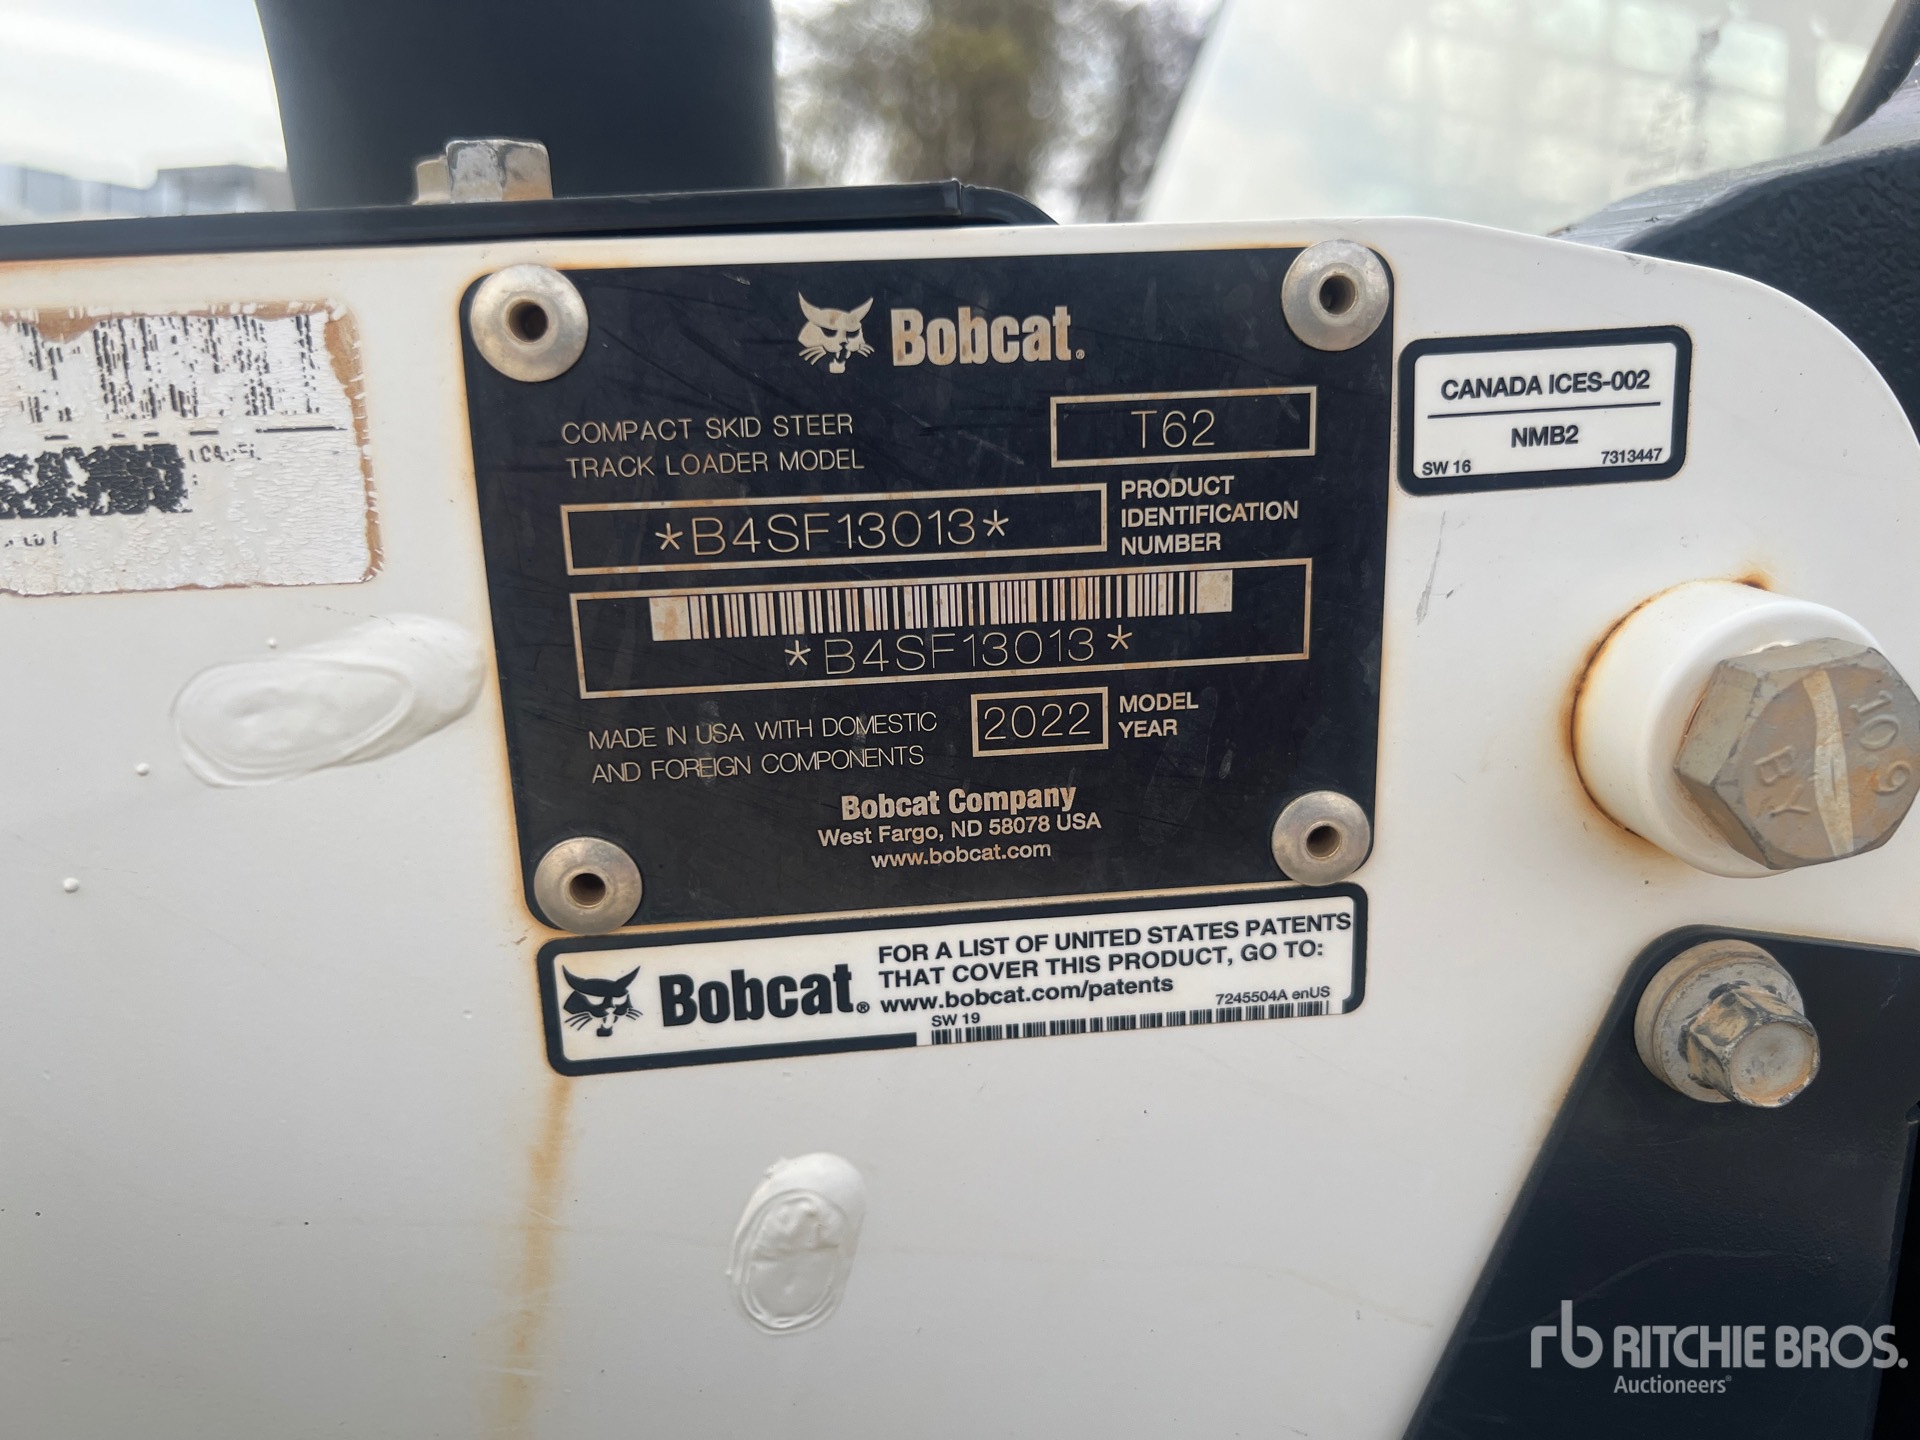 Bobcat®
COMPACT SKID STEER
TRACK LOADER MODEL
T62
*B4SF13013*
PRODUCT
IDENTIFICATION
NUMBER
*B4SF13013*
MADE IN USA WITH DOMESTIC
AND FOREIGN COMPONENTS
2022
MODEL
YEAR
Bobcat Company
West Fargo, ND 58078 USA
www.bobcat.com
CANADA ICES-002
NMB2
SW 16
7313447
Bobcat®
FOR A LIST OF UNITED STATES PATENTS
THAT COVER THIS PRODUCT, GO TO:
www.bobcat.com/patents
7245504A enUS
SW 19
10.9
BY
rb RITCHIE BROS.
Auctioneers®